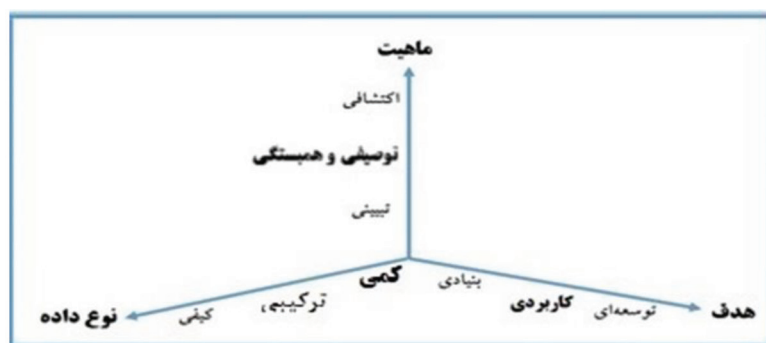 ماهیت
اکتشافی
توصیفی و همبستگی
تبیینی
کمی
بنیادی
ترکیبی
کاربردی
کیفی
توسعه‌ای
هدف
نوع داده